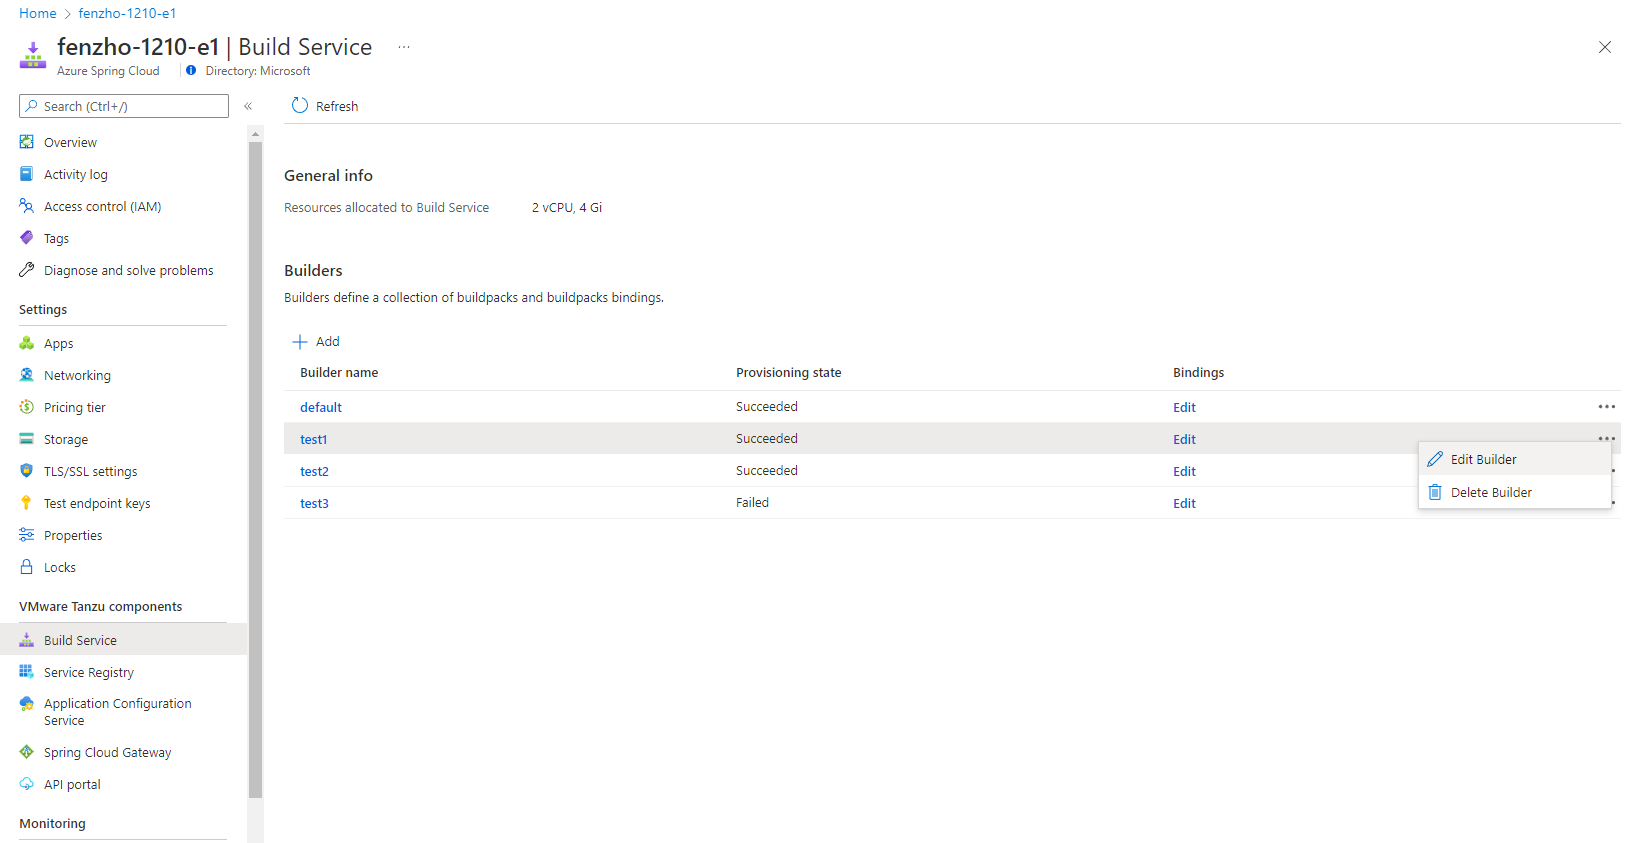 Home > fenzho-1210-e1
fenzho-1210-e1 | Build Service ...
Azure Spring Cloud Directory: Microsoft
Search (Ctrl+/) «
Overview
Activity log
Access control (IAM)
Tags
Diagnose and solve problems
Settings
Apps
Networking
Pricing tier
Storage
TLS/SSL settings
Test endpoint keys
Properties
Locks
VMware Tanzu components
Build Service
Service Registry
Application Configuration
Service
Spring Cloud Gateway
API portal
Monitoring
Refresh
General info
Resources allocated to Build Service 2 vCPU, 4 Gi
Builders
Builders define a collection of buildpacks and buildpacks bindings.
Add
Builder name Provisioning state Bindings
default Succeeded Edit
test1 Succeeded Edit
test2 Succeeded Edit
test3 Failed Edit
Edit Builder
Delete Builder